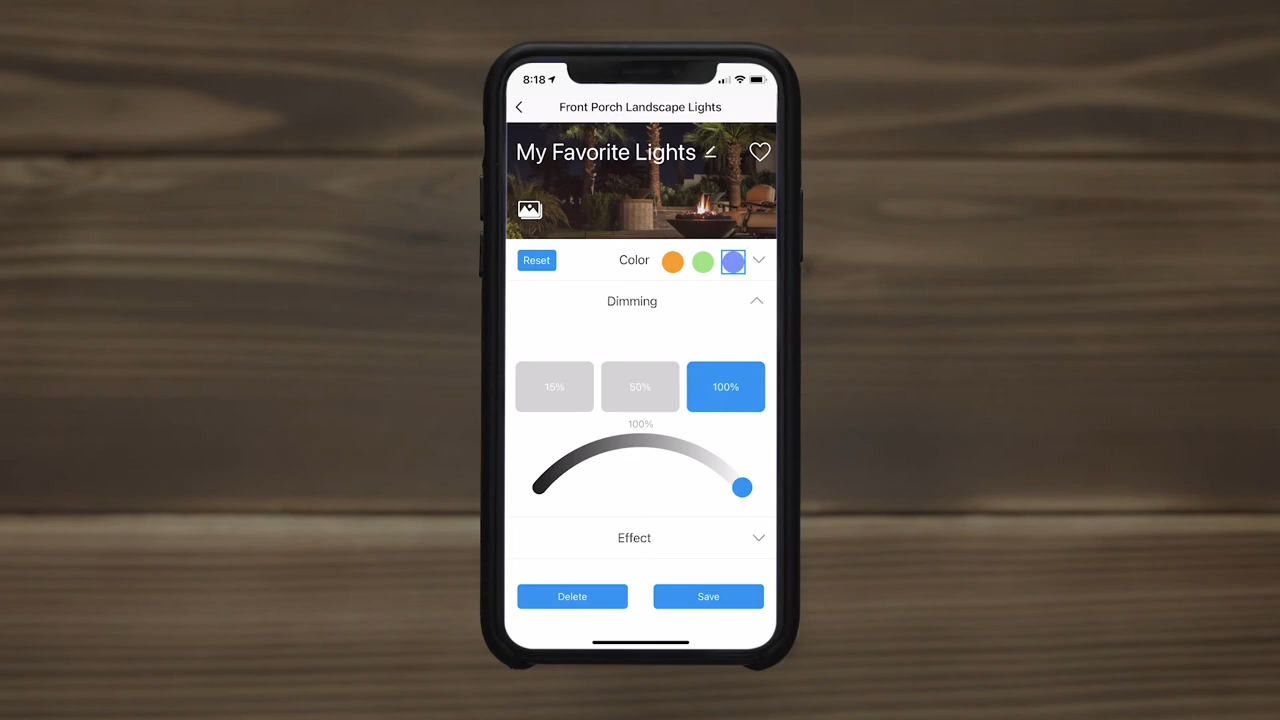 8:18
Front Porch Landscape Lights
My Favorite Lights
Reset
Color
Dimming
15%
50%
100%
100%
Effect
Delete
Save